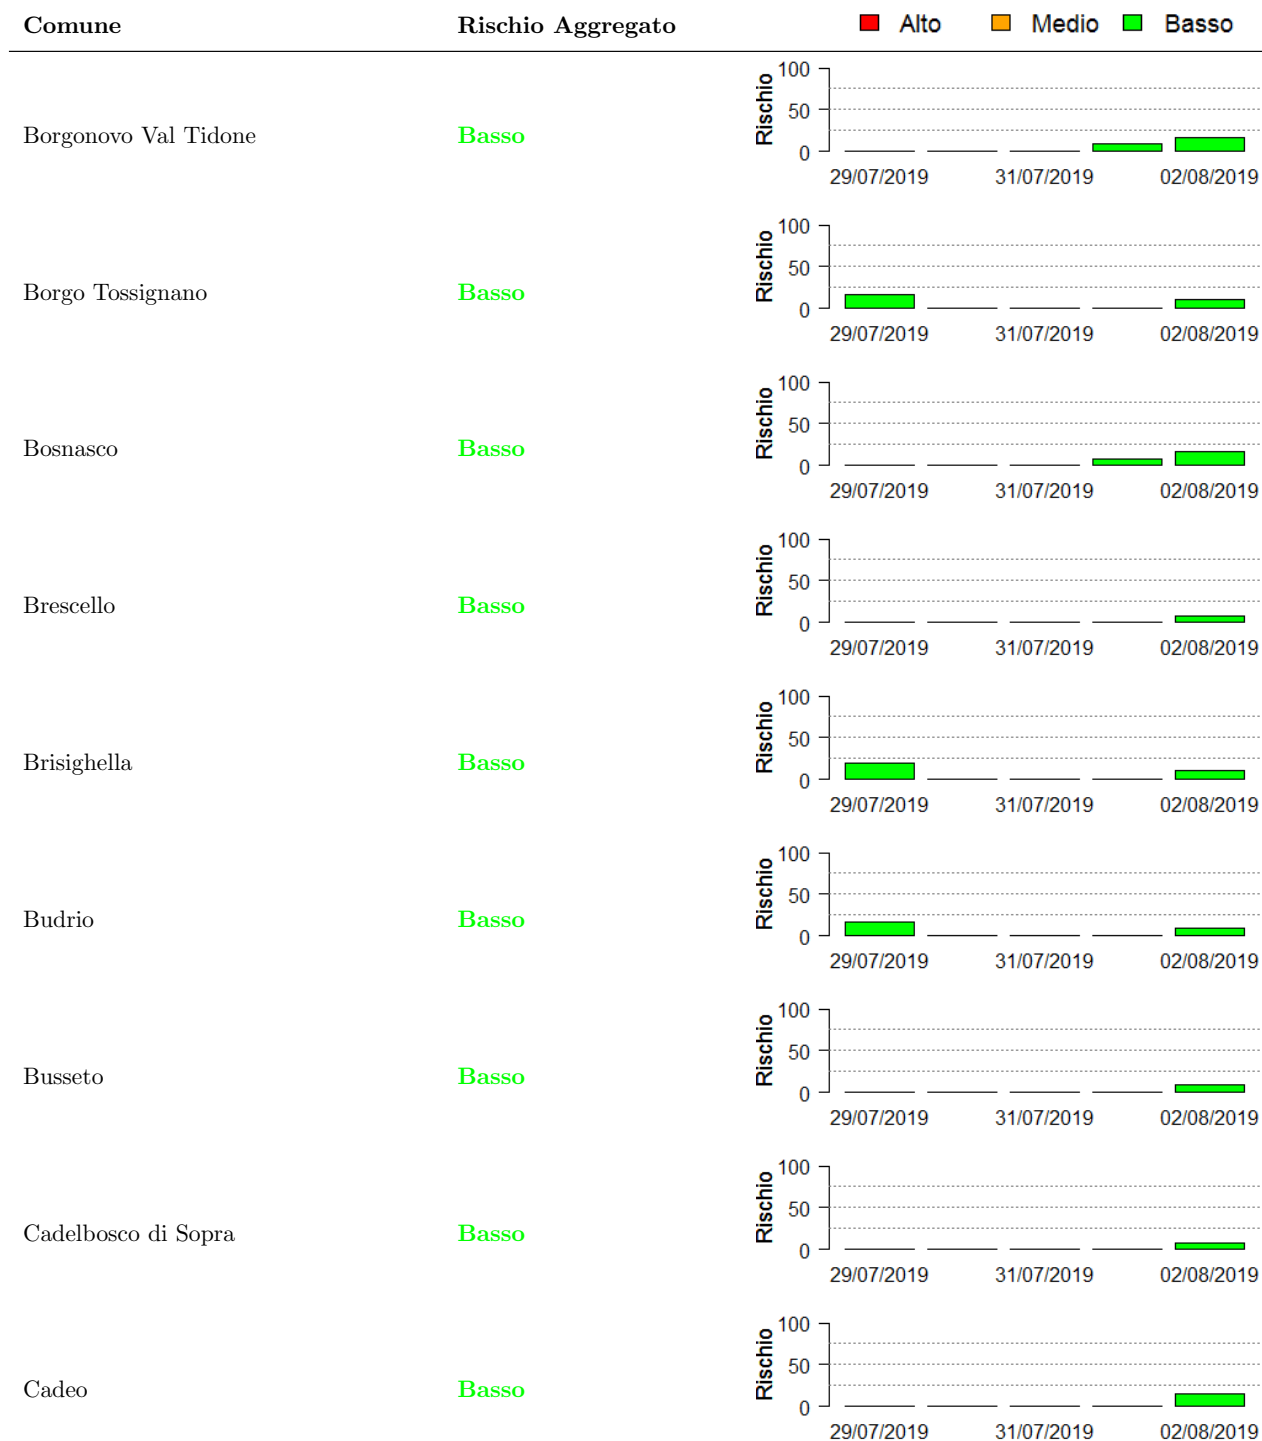 Comune Rischio Aggregato Alto Medio Basso
100
50
0
Rischio
Borgonovo Val Tidone Basso
29/07/2019 31/07/2019 02/08/2019
100
50
0
Rischio
Borgo Tossignano Basso
29/07/2019 31/07/2019 02/08/2019
100
50
0
Rischio
Bosnasco Basso
29/07/2019 31/07/2019 02/08/2019
100
50
0
Rischio
Brescello Basso
29/07/2019 31/07/2019 02/08/2019
100
50
0
Rischio
Brisighella Basso
29/07/2019 31/07/2019 02/08/2019
100
50
0
Rischio
Budrio Basso
29/07/2019 31/07/2019 02/08/2019
100
50
0
Rischio
Busseto Basso
29/07/2019 31/07/2019 02/08/2019
100
50
0
Rischio
Cadelbosco di Sopra Basso
29/07/2019 31/07/2019 02/08/2019
100
50
0
Rischio
Cadeo Basso
29/07/2019 31/07/2019 02/08/2019